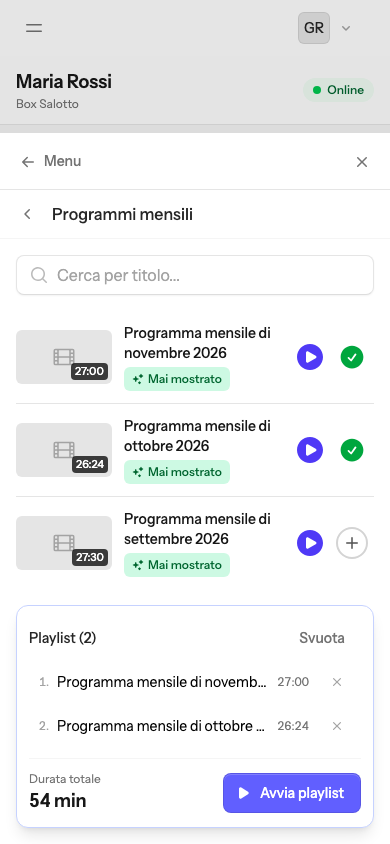 GR
Maria Rossi
Box Salotto
Online
Menu
Programmi mensili
Cerca per titolo...
Programma mensile di
novembre 2026
27:00
Mai mostrato
Programma mensile di
ottobre 2026
26:24
Mai mostrato
Programma mensile di
settembre 2026
27:30
Mai mostrato
Playlist (2)
Svuota
1. Programma mensile di novemb... 27:00
2. Programma mensile di ottobre ... 26:24
Durata totale
54 min
Avvia playlist